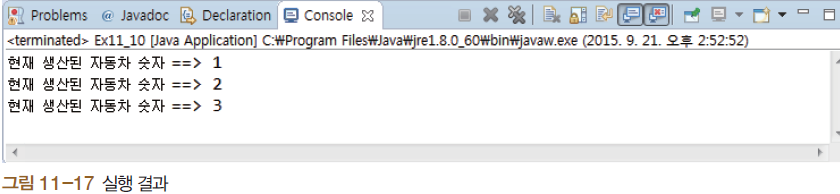 Problems @ Javadoc Declaration Console
<terminated> Ex11_10 [Java Application] C:₩Program Files₩Java₩jre1.8.0_60₩bin₩javaw.exe (2015. 9. 21. 오후 2:52:52)
현재 생산된 자동차 숫자 ==> 1
현재 생산된 자동차 숫자 ==> 2
현재 생산된 자동차 숫자 ==> 3
그림 11-17 실행 결과